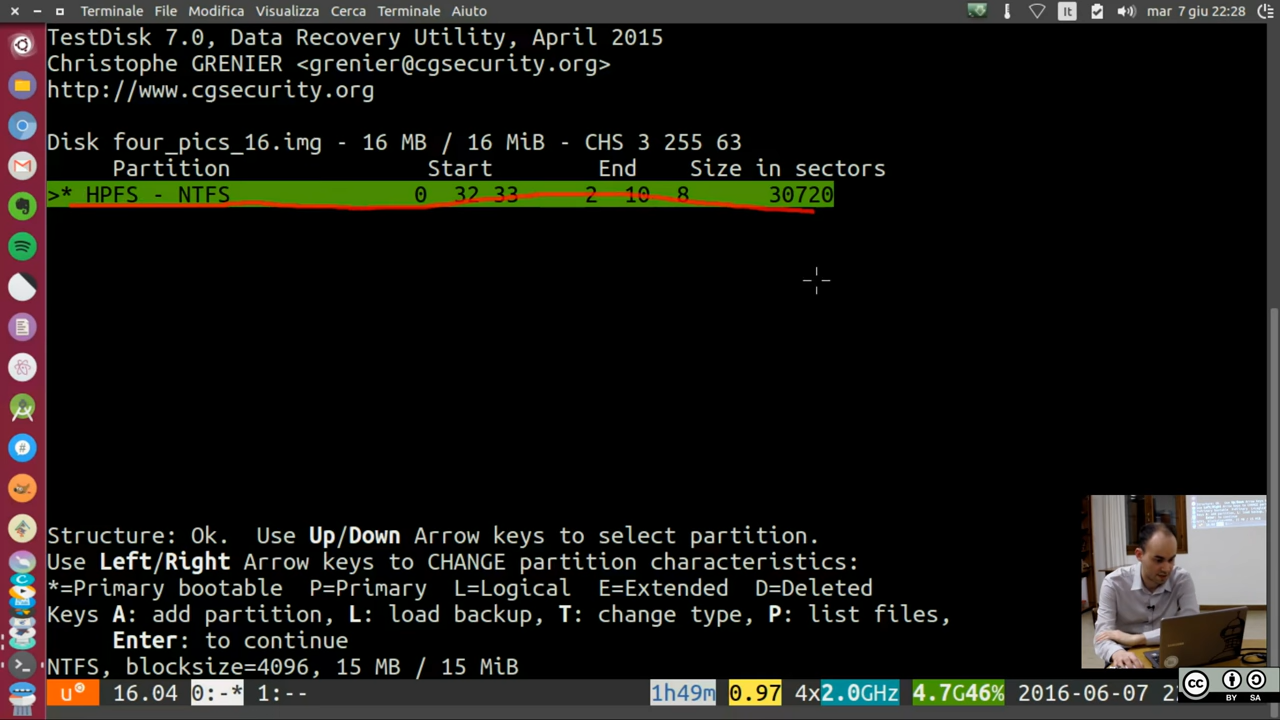 Terminale File Modifica Visualizza Cerca Terminale Aiuto It mar 7 giu 22:28
TestDisk 7.0, Data Recovery Utility, April 2015
Christophe GRENIER <grenier@cgsecurity.org>
http://www.cgsecurity.org
Disk four_pics_16.img - 16 MB / 16 MiB - CHS 3 255 63
Partition Start End Size in sectors
>* HPFS - NTFS 0 32 33 2 10 8 30720
Structure: Ok. Use Up/Down Arrow keys to select partition.
Use Left/Right Arrow keys to CHANGE partition characteristics:
*=Primary bootable P=Primary L=Logical E=Extended D=Deleted
Keys A: add partition, L: load backup, T: change type, P: list files,
Enter: to continue
NTFS, blocksize=4096, 15 MB / 15 MiB
u 16.04 0:-* 1:-- 1h49m 0.97 4x2.0GHz 4.7G46% 2016-06-07
cc BY SA